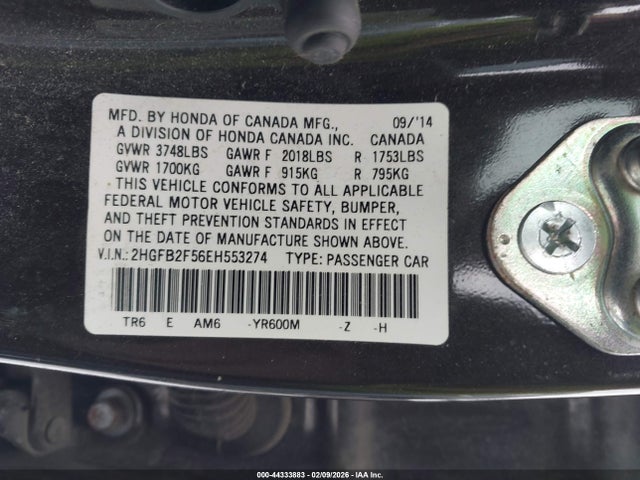 MFD. BY HONDA OF CANADA MFG., 09/'14
A DIVISION OF HONDA CANADA INC. CANADA
GVWR 3748LBS GAWR F 2018LBS R 1753LBS
GVWR 1700KG GAWR F 915KG R 795KG
THIS VEHICLE CONFORMS TO ALL APPLICABLE
FEDERAL MOTOR VEHICLE SAFETY, BUMPER,
AND THEFT PREVENTION STANDARDS IN EFFECT
ON THE DATE OF MANUFACTURE SHOWN ABOVE.
V.I.N.: 2HGFB2F56EH553274 TYPE: PASSENGER CAR
TR6 E AM6 -YR600M -Z -H
000-44333883 | 02/09/2026 - IAA Inc.